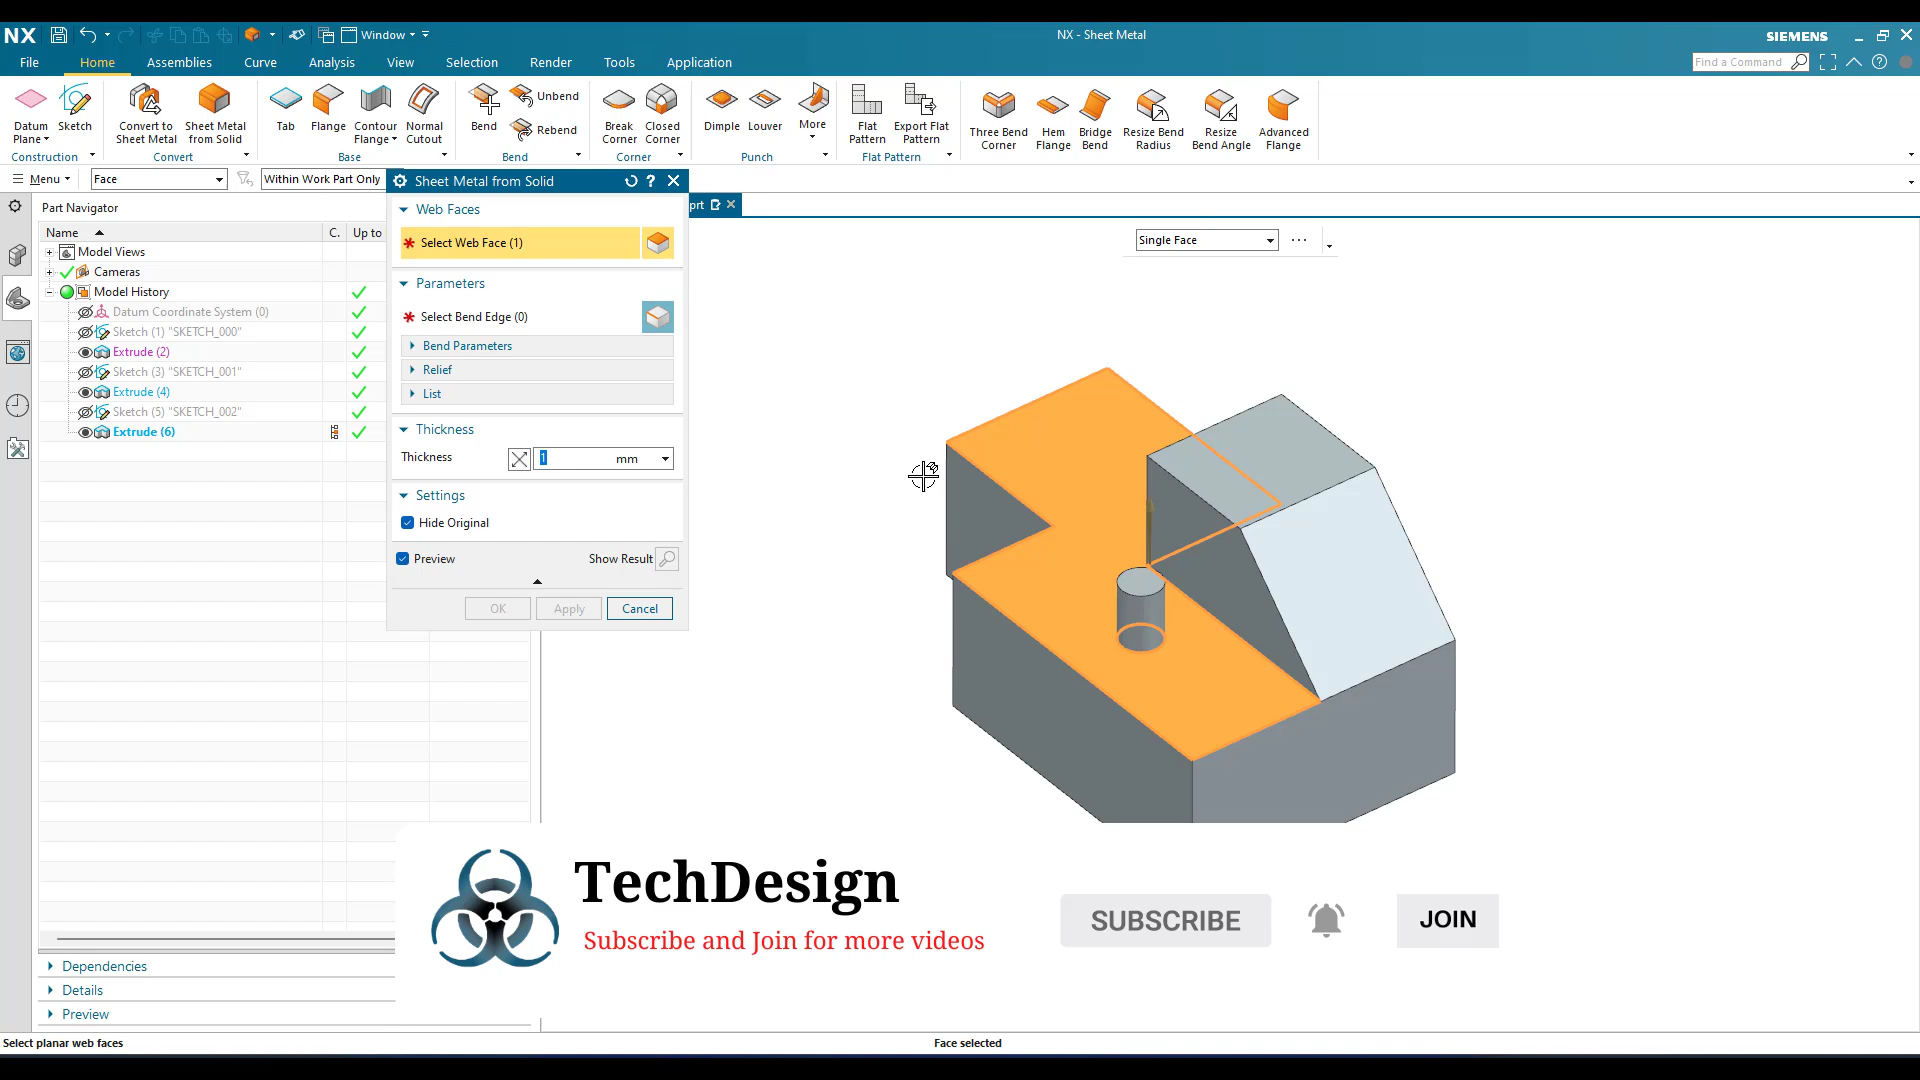 NX
Window
NX - Sheet Metal
SIEMENS
File
Home
Assemblies
Curve
Analysis
View
Selection
Render
Tools
Application
Find a Command
Datum Plane
Sketch
Convert to Sheet Metal
Sheet Metal from Solid
Tab
Flange
Contour Flange
Normal Cutout
Bend
Unbend
Rebend
Break Corner
Closed Corner
Dimple
Louver
More
Flat Pattern
Export Flat Pattern
Three Bend Corner
Hem Flange
Bridge Bend
Resize Bend Radius
Resize Bend Angle
Advanced Flange
Construction
Convert
Base
Bend
Corner
Punch
Flat Pattern
Menu
Face
Within Work Part Only
Sheet Metal from Solid
prt
Part Navigator
Name
C.
Up to
Model Views
Cameras
Model History
Datum Coordinate System (0)
Sketch (1) "SKETCH_000"
Extrude (2)
Sketch (3) "SKETCH_001"
Extrude (4)
Sketch (5) "SKETCH_002"
Extrude (6)
Web Faces
Select Web Face (1)
Parameters
Select Bend Edge (0)
Bend Parameters
Relief
List
Thickness
Thickness
1
mm
Settings
Hide Original
Preview
Show Result
OK
Apply
Cancel
Single Face
TechDesign
Subscribe and Join for more videos
SUBSCRIBE
JOIN
Dependencies
Details
Preview
Select planar web faces
Face selected